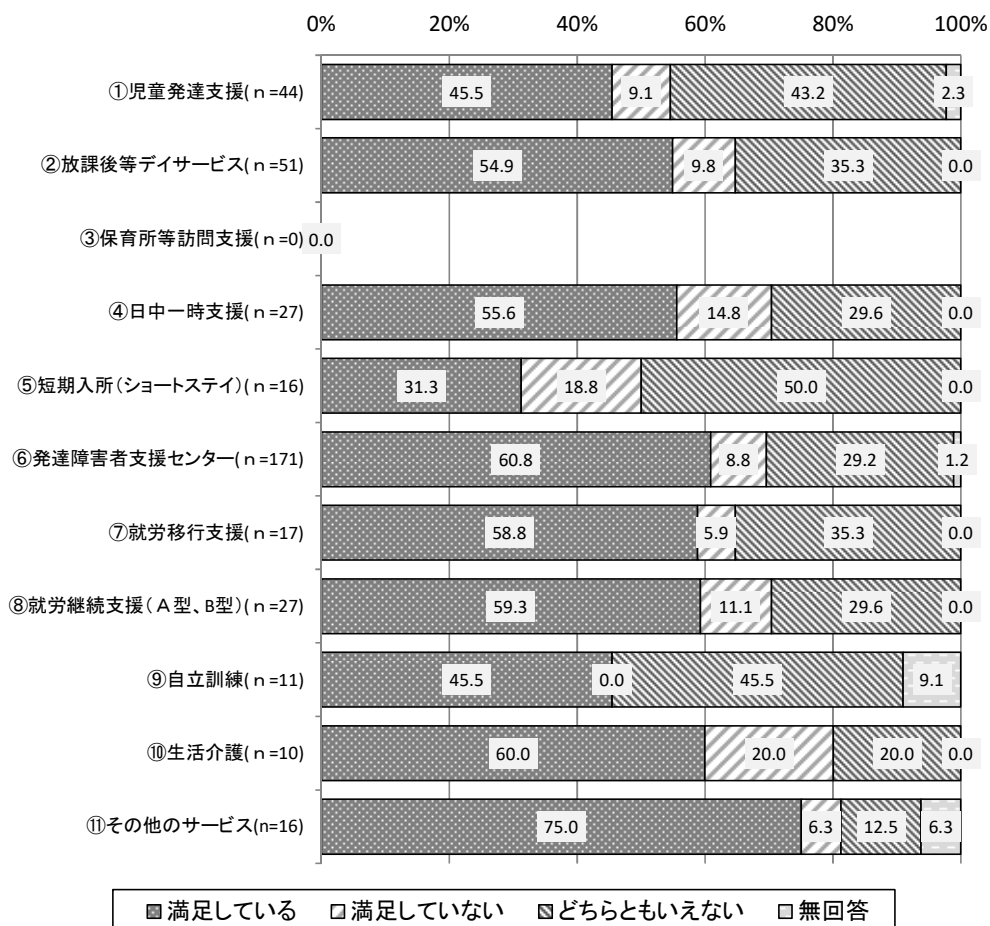 0% 20% 40% 60% 80% 100%
①児童発達支援(ｎ=44) 45.5 9.1 43.2 2.3
②放課後等デイサービス(ｎ=51) 54.9 9.8 35.3 0.0
③保育所等訪問支援(ｎ=0) 0.0
④日中一時支援(ｎ=27) 55.6 14.8 29.6 0.0
⑤短期入所（ショートステイ）(ｎ=16) 31.3 18.8 50.0 0.0
⑥発達障害者支援センター(ｎ=171) 60.8 8.8 29.2 1.2
⑦就労移行支援(ｎ=17) 58.8 5.9 35.3 0.0
⑧就労継続支援（Ａ型、B型）(ｎ=27) 59.3 11.1 29.6 0.0
⑨自立訓練(ｎ=11) 45.5 0.0 45.5 9.1
⑩生活介護(ｎ=10) 60.0 20.0 20.0 0.0
⑪その他のサービス(n=16) 75.0 6.3 12.5 6.3
満足している 満足していない どちらともいえない 無回答